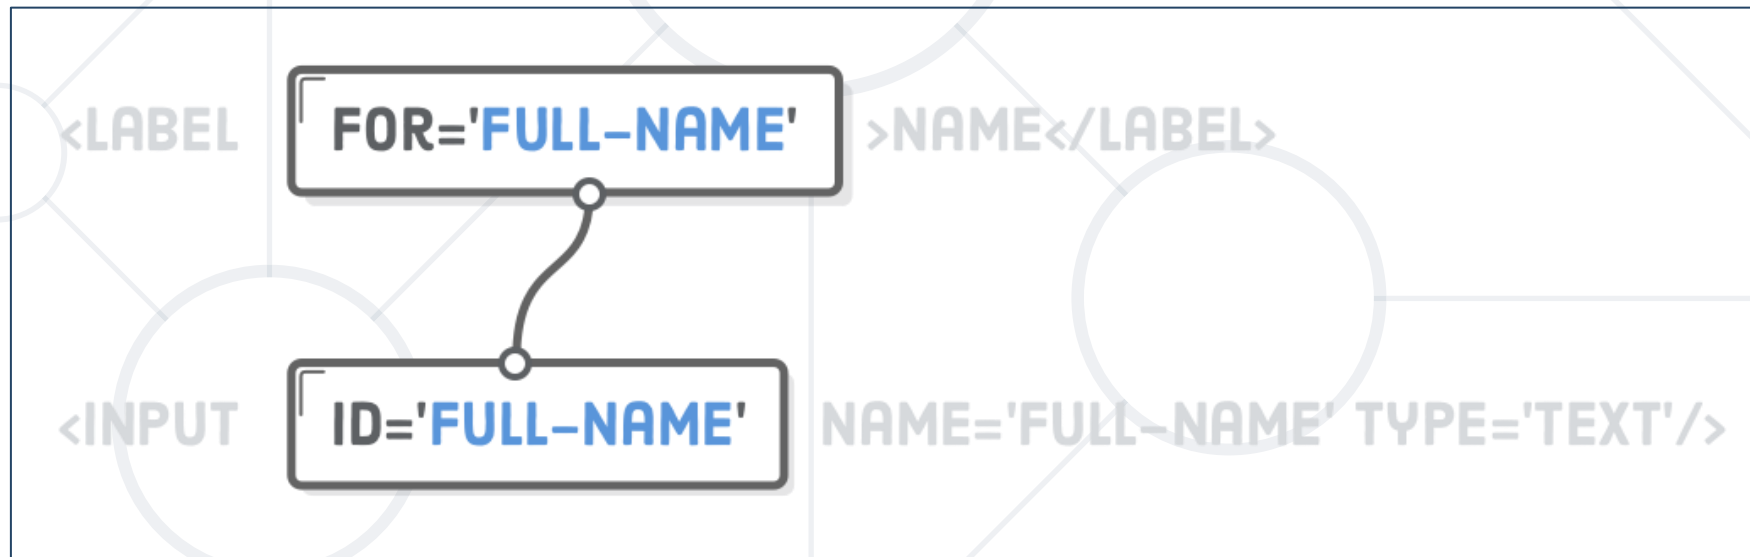 <LABEL FOR='FULL-NAME' >NAME</LABEL>
<INPUT ID='FULL-NAME' NAME='FULL-NAME' TYPE='TEXT'/>